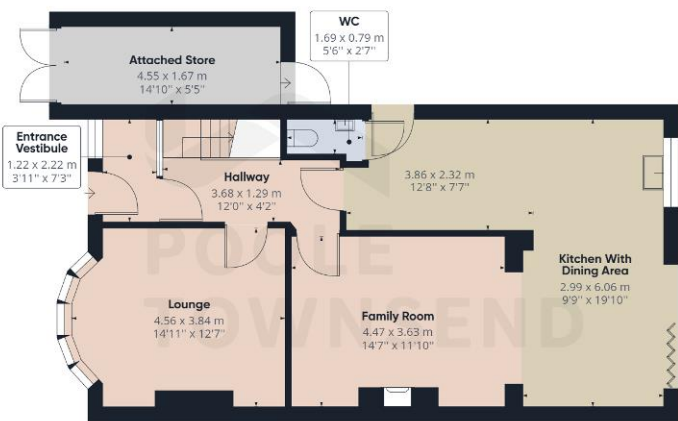 WC
1.69 x 0.79 m
5'6" x 2'7"
Attached Store
4.55 x 1.67 m
14'10" x 5'5"
Entrance
Vestibule
1.22 x 2.22 m
3'11" x 7'3"
Hallway
3.68 x 1.29 m
12'0" x 4'2"
3.86 x 2.32 m
12'8" x 7'7"
Kitchen With
Dining Area
2.99 x 6.06 m
9'9" x 19'10"
Lounge
4.56 x 3.84 m
14'11" x 12'7"
Family Room
4.47 x 3.63 m
14'7" x 11'10"
POOLE
TOWNSEND